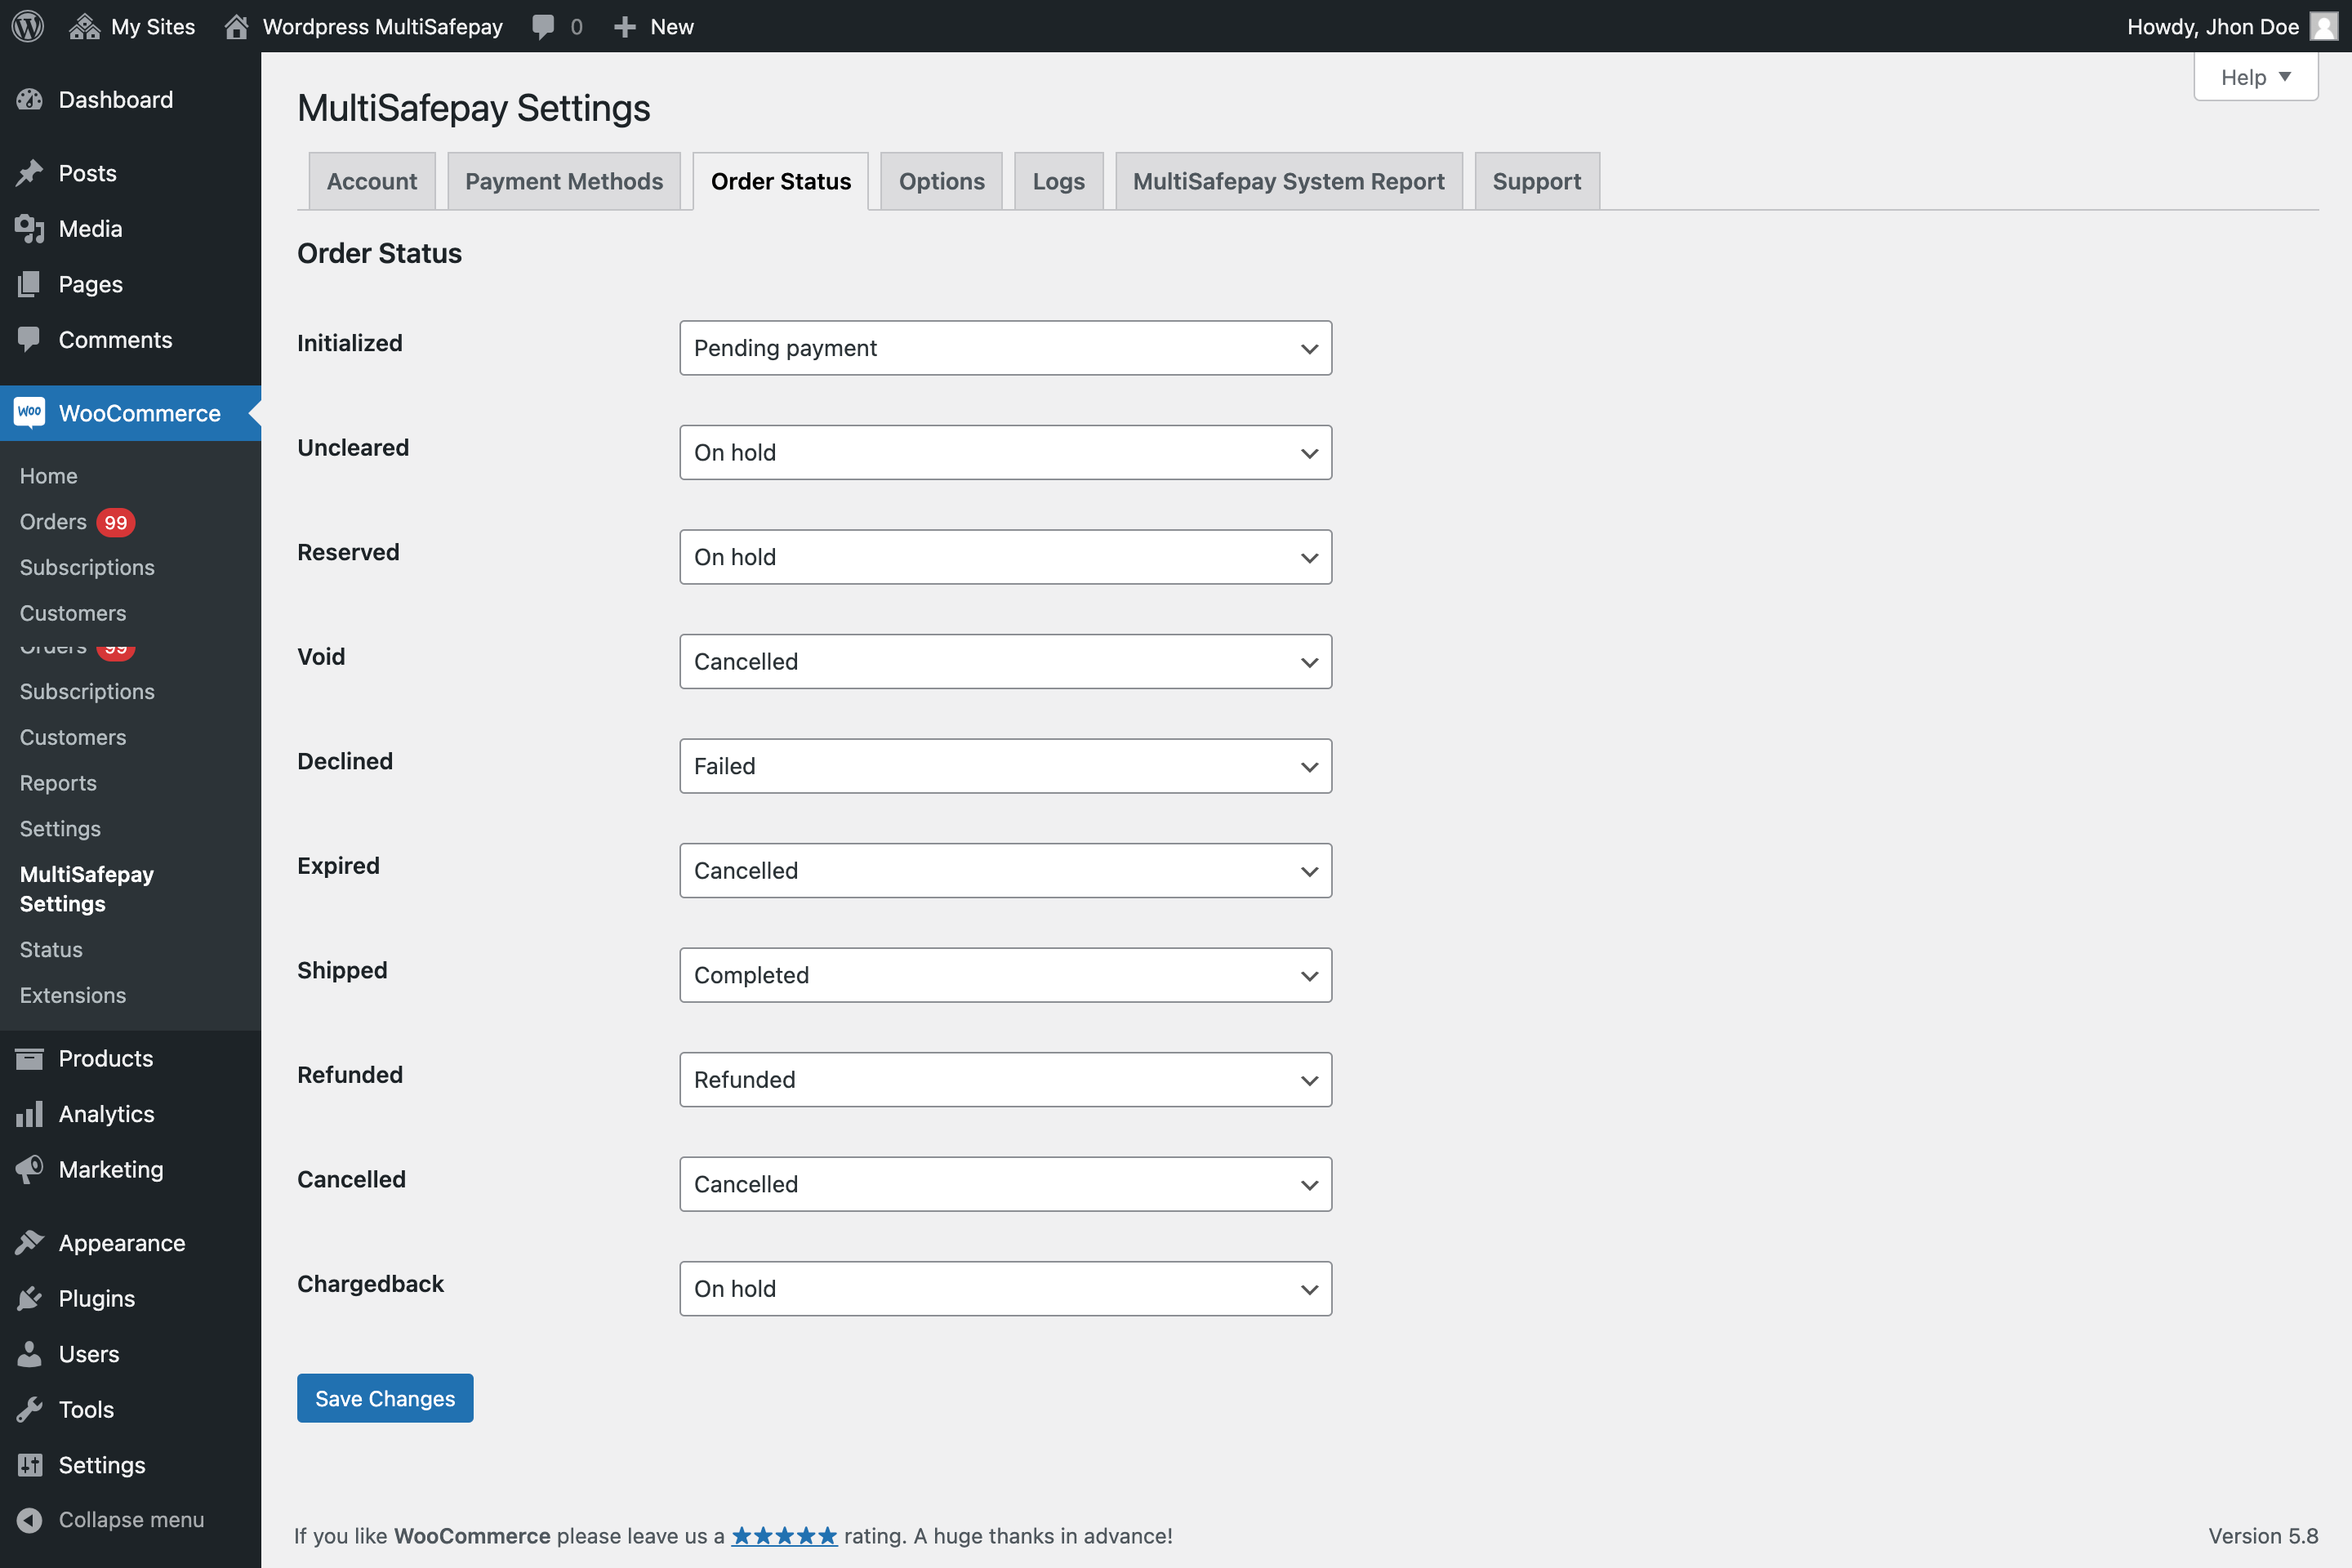 My Sites
Wordpress MultiSafepay
0
New
Howdy, Jhon Doe
Help
Dashboard
Posts
Media
Pages
Comments
Woo WooCommerce
Home
Orders 99
Subscriptions
Customers
Orders 99
Subscriptions
Customers
Reports
Settings
MultiSafepay
Settings
Status
Extensions
Products
Analytics
Marketing
Appearance
Plugins
Users
Tools
Settings
Collapse menu
MultiSafepay Settings
Account
Payment Methods
Order Status
Options
Logs
MultiSafepay System Report
Support
Order Status
Initialized Pending payment
Uncleared On hold
Reserved On hold
Void Cancelled
Declined Failed
Expired Cancelled
Shipped Completed
Refunded Refunded
Cancelled Cancelled
Chargedback On hold
Save Changes
If you like WooCommerce please leave us a ★★★★★ rating. A huge thanks in advance!
Version 5.8